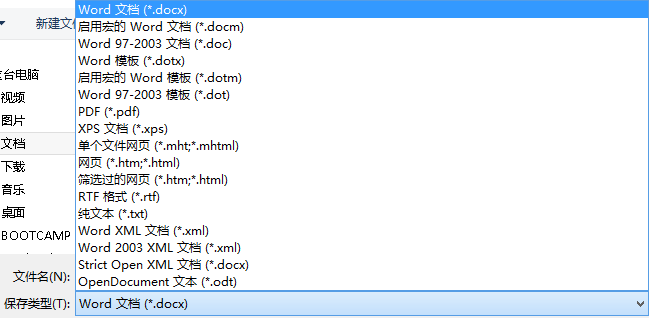 Word 文档 (*.docx)
新建文件
启用宏的 Word 文档 (*.docm)
Word 97-2003 文档 (*.doc)
Word 模板 (*.dotx)
台电脑
启用宏的 Word 模板 (*.dotm)
视频
Word 97-2003 模板 (*.dot)
图片
PDF (*.pdf)
XPS 文档 (*.xps)
文档
单个文件网页 (*.mht;*.mhtml)
下载
网页 (*.htm;*.html)
筛选过的网页 (*.htm;*.html)
音乐
RTF 格式 (*.rtf)
桌面
纯文本 (*.txt)
BOOTCAMP
Word XML 文档 (*.xml)
Word 2003 XML 文档 (*.xml)
Strict Open XML 文档 (*.docx)
文件名(N):
OpenDocument 文本 (*.odt)
保存类型(T):
Word 文档 (*.docx)